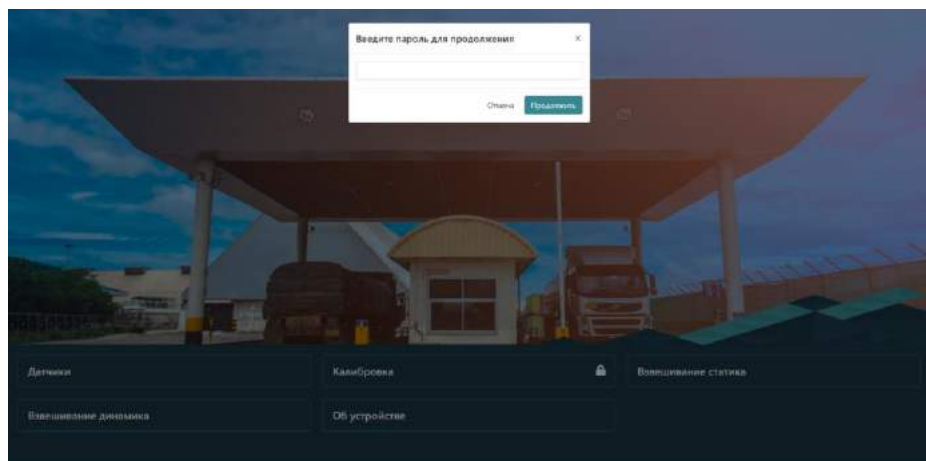 Введите пароль для продолжения ×
Отмена Продолжить
Датчики
Калибровка
Взвешивание статика
Взвешивание динамика
Об устройстве